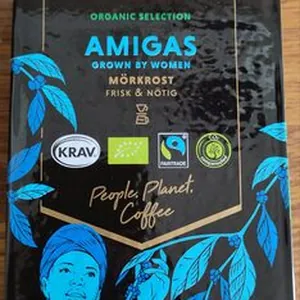 ORGANIC SELECTION
AMIGAS
GROWN BY WOMEN
MÖRKROST
FRISK & NÖTIG
KRAV
FAIRTRADE
People. Planet.
Coffee